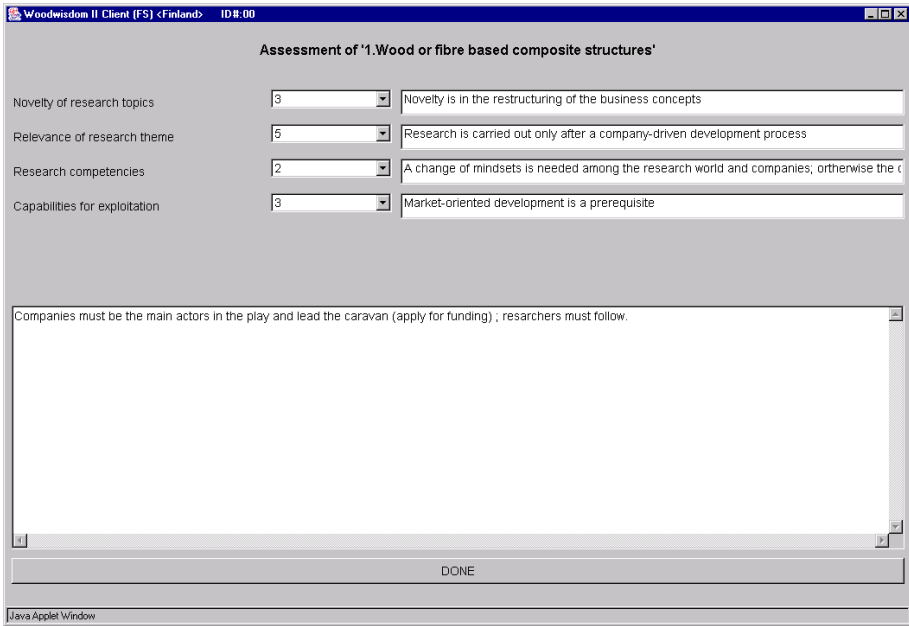 Woodwisdom II Client (FS) <Finland> ID#:00
Assessment of '1.Wood or fibre based composite structures'
Novelty of research topics 3 Novelty is in the restructuring of the business concepts
Relevance of research theme 5 Research is carried out only after a company-driven development process
Research competencies 2 A change of mindsets is needed among the research world and companies; ortherwise the
Capabilities for exploitation 3 Market-oriented development is a prerequisite
Companies must be the main actors in the play and lead the caravan (apply for funding) ; resarchers must follow.
DONE
Java Applet Window